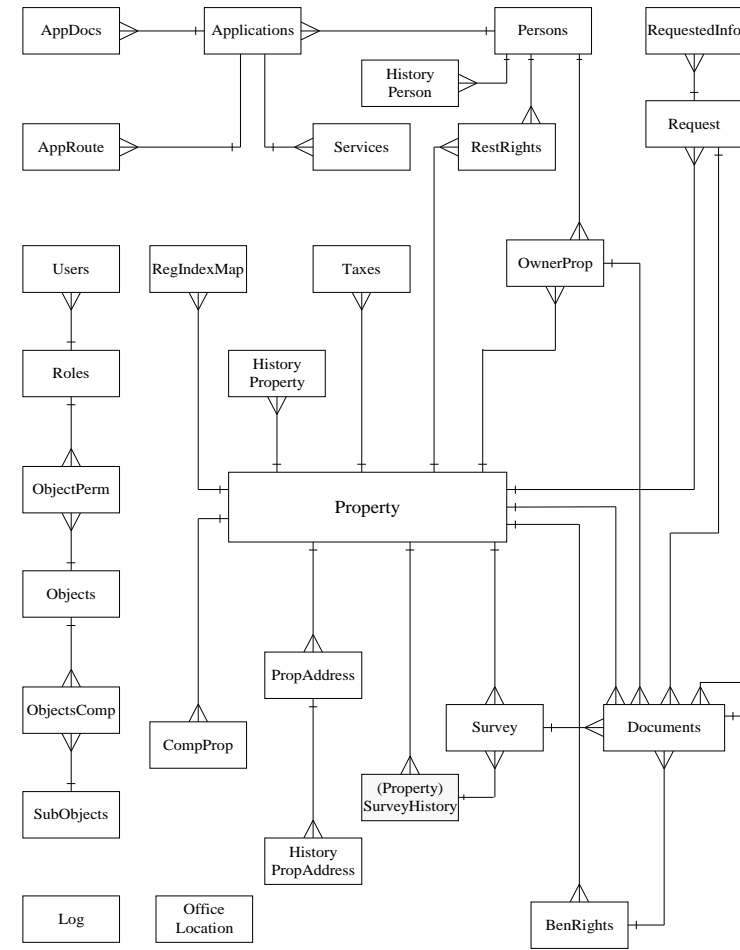 AppDocs
Applications
Persons
RequestedInfo
History
Person
Request
AppRoute
Services
RestRights
Users
RegIndexMap
Taxes
OwnerProp
Roles
History
Property
ObjectPerm
Property
Objects
PropAddress
ObjectsComp
CompProp
Survey
Documents
(Property)
SurveyHistory
SubObjects
History
PropAddress
Log
Office
Location
BenRights